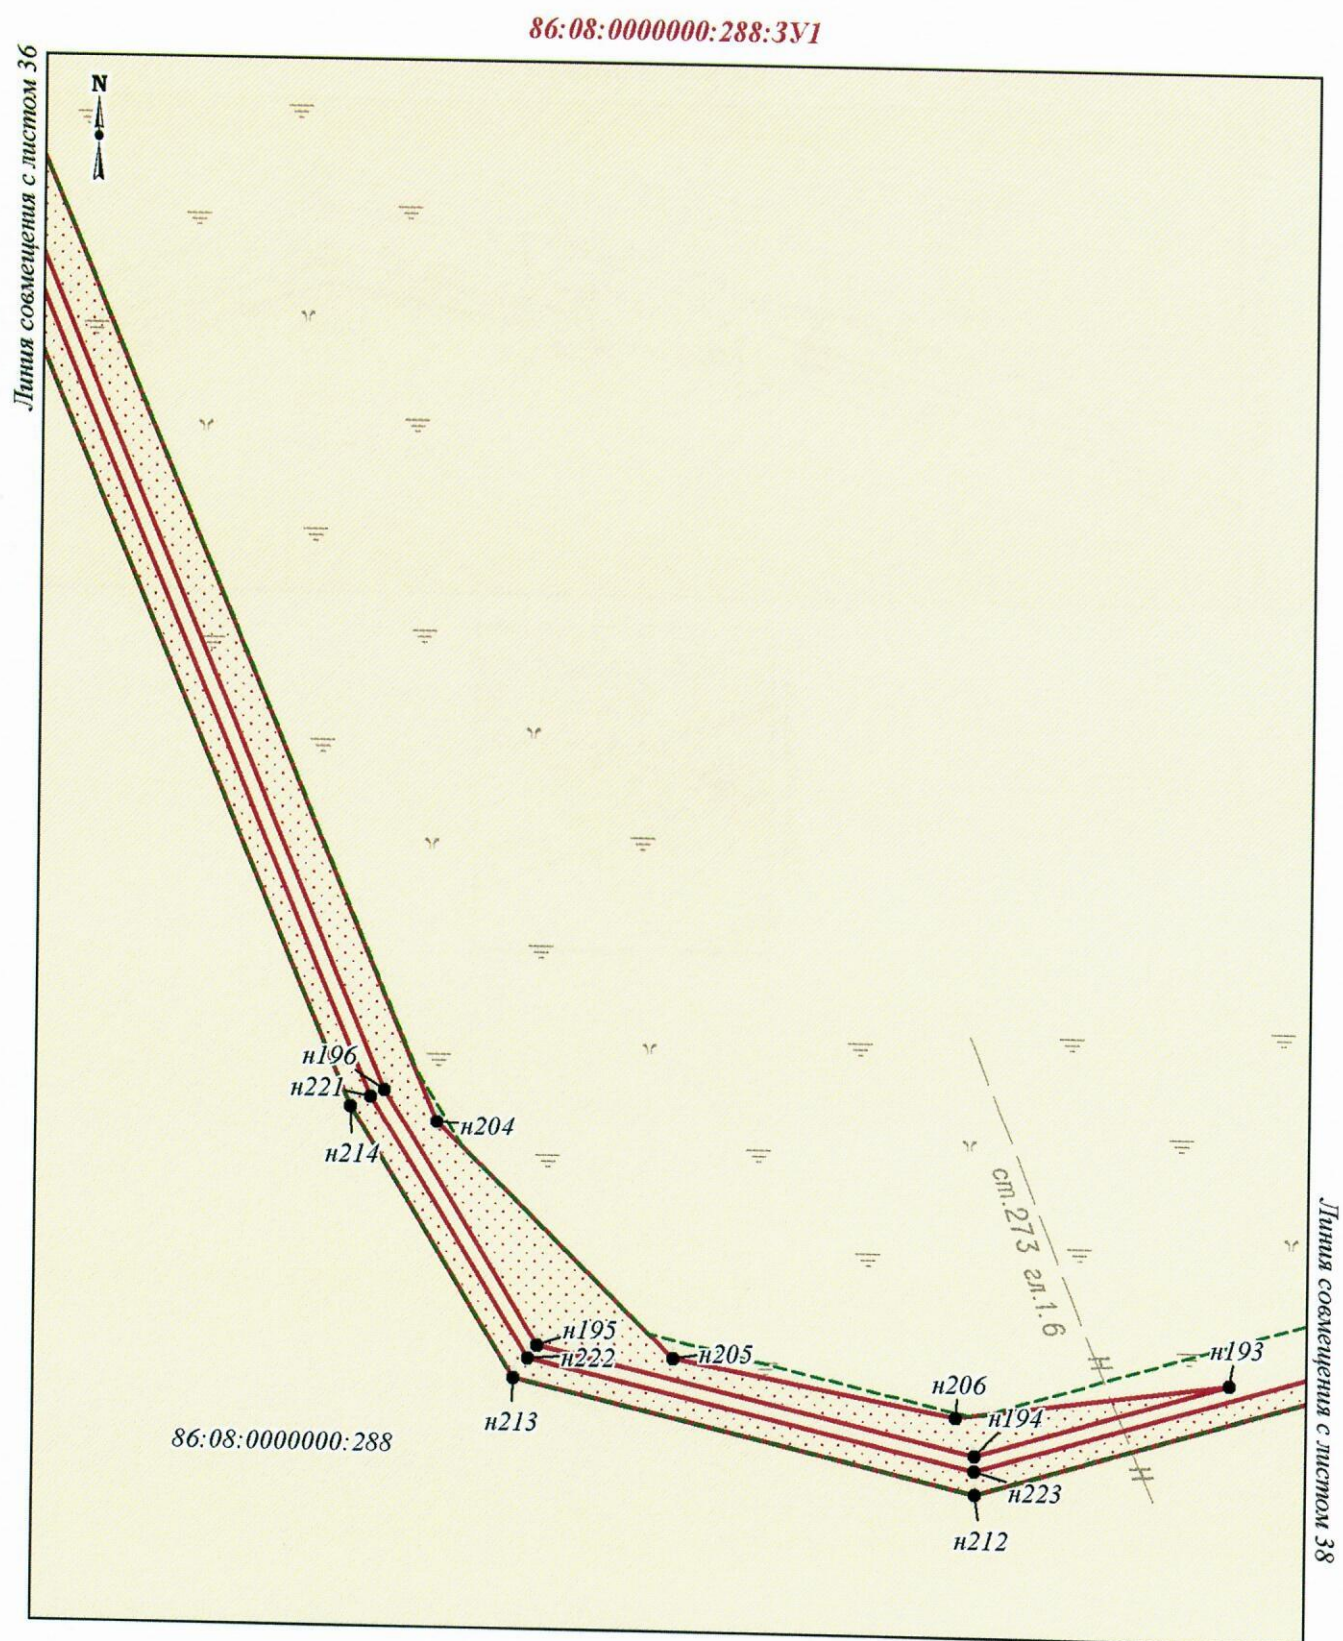 86:08:0000000:288:ЗУ1
Линия совмещения с листом 36
N
н196
н221
н204
н214
ст.273 гл.1.6
Линия совмещения с листом 38
н195
н222
н205
н193
н206
н213
н194
86:08:0000000:288
н223
н212
Н
Н